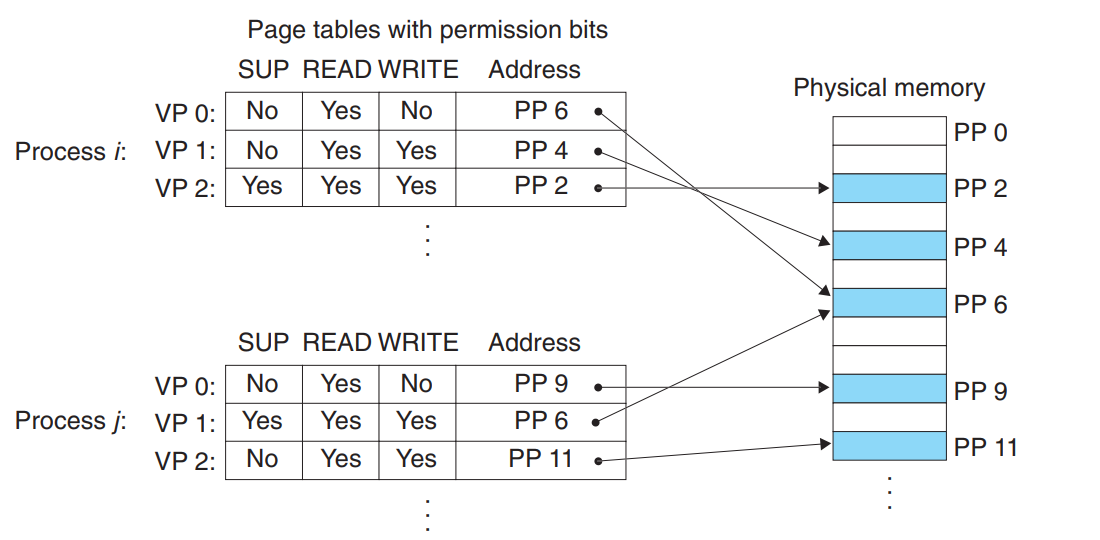 Page tables with permission bits
SUP READ WRITE Address
Process i:
VP 0: No Yes No PP 6
VP 1: No Yes Yes PP 4
VP 2: Yes Yes Yes PP 2
SUP READ WRITE Address
Process j:
VP 0: No Yes No PP 9
VP 1: Yes Yes Yes PP 6
VP 2: No Yes Yes PP 11
Physical memory
PP 0
PP 2
PP 4
PP 6
PP 9
PP 11